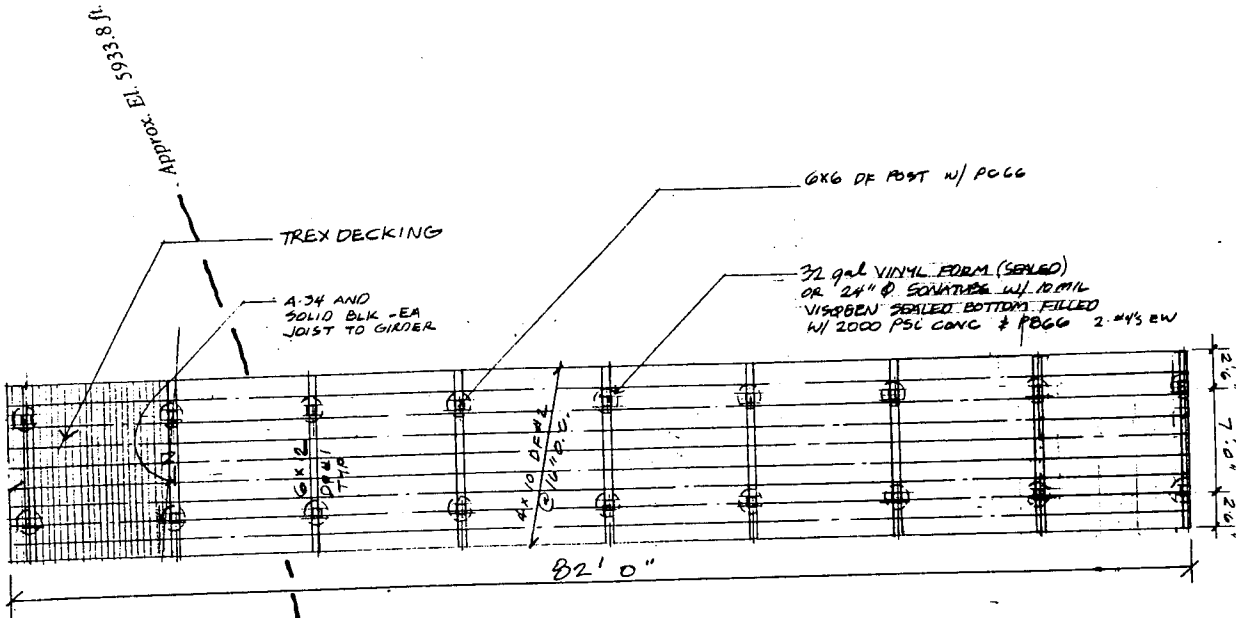 Approx. El. 5933.8 ft.
6X6 DF POST W/ PC66
TREX DECKING
32 gal VINYL FORM (SEALED)
OR 24" Φ SONATUBE W/ 10 MIL
VISQEEN SEALED BOTTOM FILLED
W/ 2000 PSI CONC & PB66 2-#4'S EW
A-34 AND
SOLID BLK -EA
JOIST TO GIRDER
6X12
DF#1
TYP
4x10 DF#2
@16" O.C.
2'6"
7'0"
2'6"
82'0"